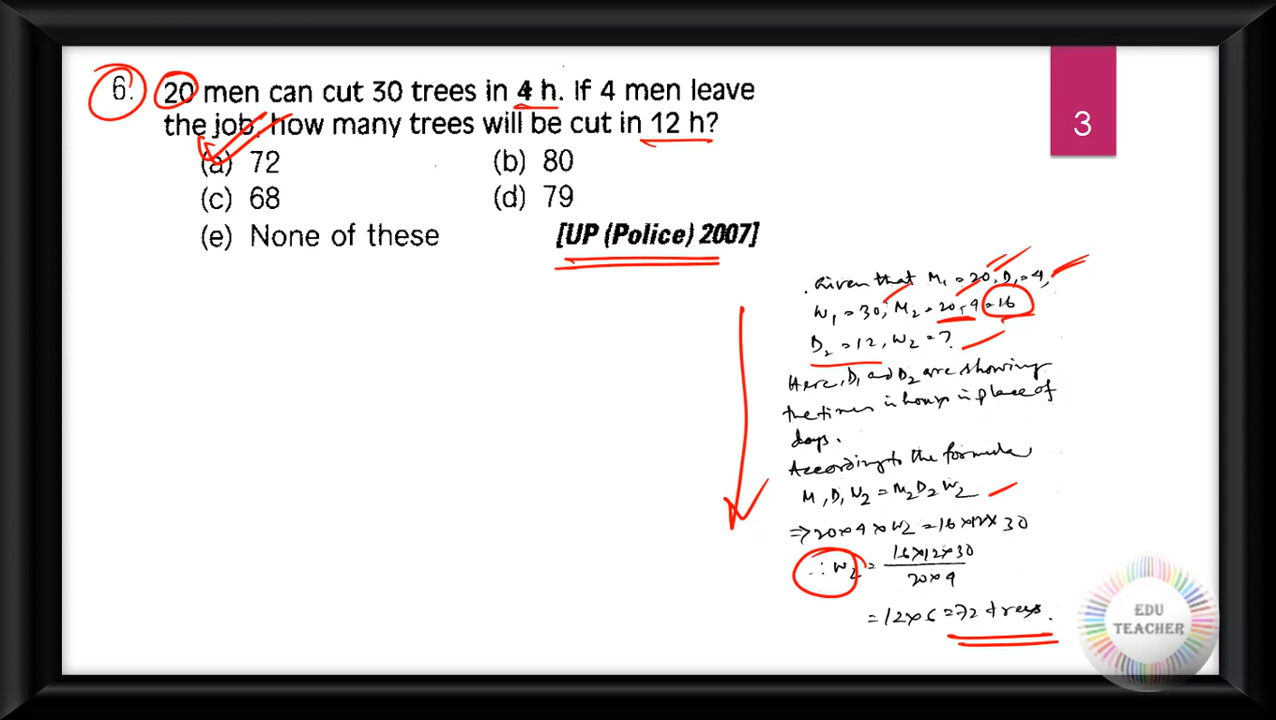 6. 20 men can cut 30 trees in 4 h. If 4 men leave
the job, how many trees will be cut in 12 h?
(a) 72 (b) 80
(c) 68 (d) 79
(e) None of these [UP (Police) 2007]
3
Given that M₁ = 20, D₁ = 4,
W₁ = 30, M₂ = 20-4 = 16
D₂ = 12, W₂ = ?
Here, D₁ and D₂ are showing
the times in hours in place of
days.
According to the formula
M₁D₁W₂ = M₂D₂W₂
⇒ 20×4×W₂ = 16×12×30
∴ W₂ = 16×12×30
20×4
= 12×6 = 72 trees.
EDU
TEACHER